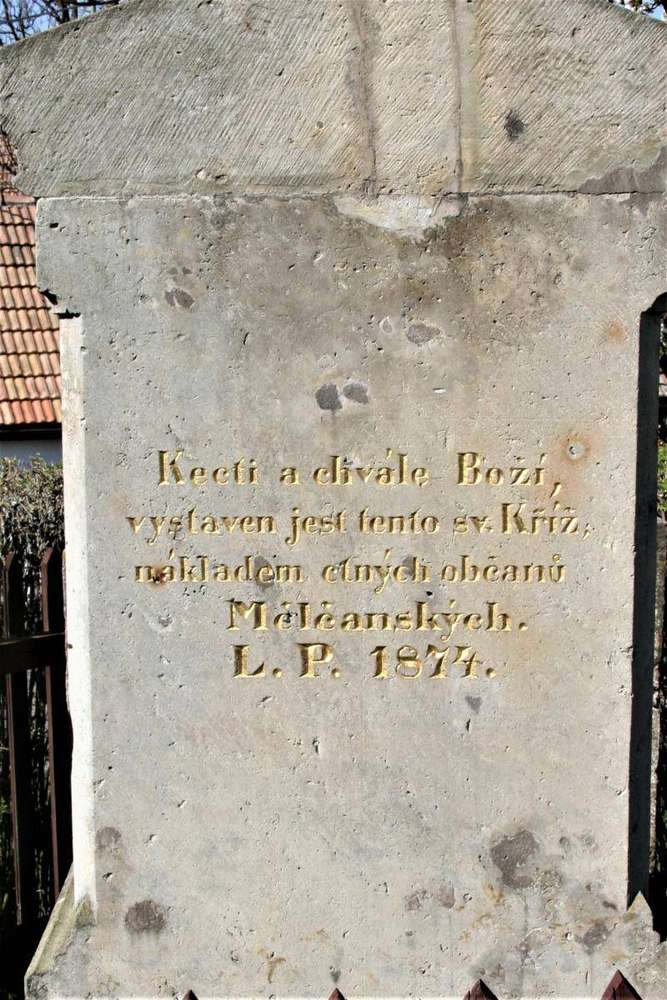 Kecti a chvále Boží,
vystaven jest tento sv. Kříž,
nákladem ctných občanů
Mělčanských.
L. P. 1874.